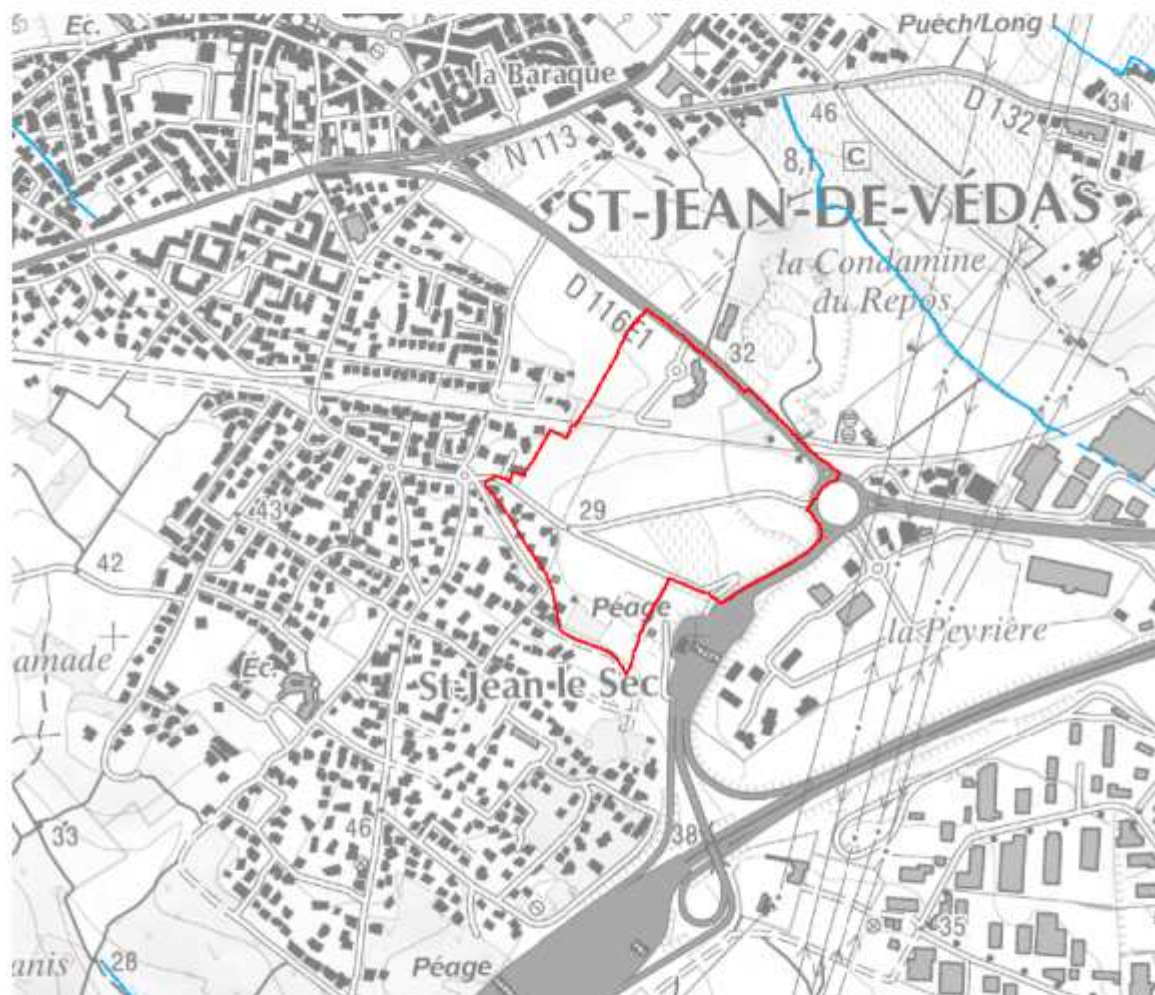 Ec.
Puèch/Long
la Baraque
46
D 132
31
N 113
8,1
C
ST-JEAN-DE-VÉDAS
la Condamine
du Repos
D 116E1
32
43
29
42
Péage
la Peyrière
amade
Éc.
St-Jean-le Sec
33
46
38
35
anis
28
Péage